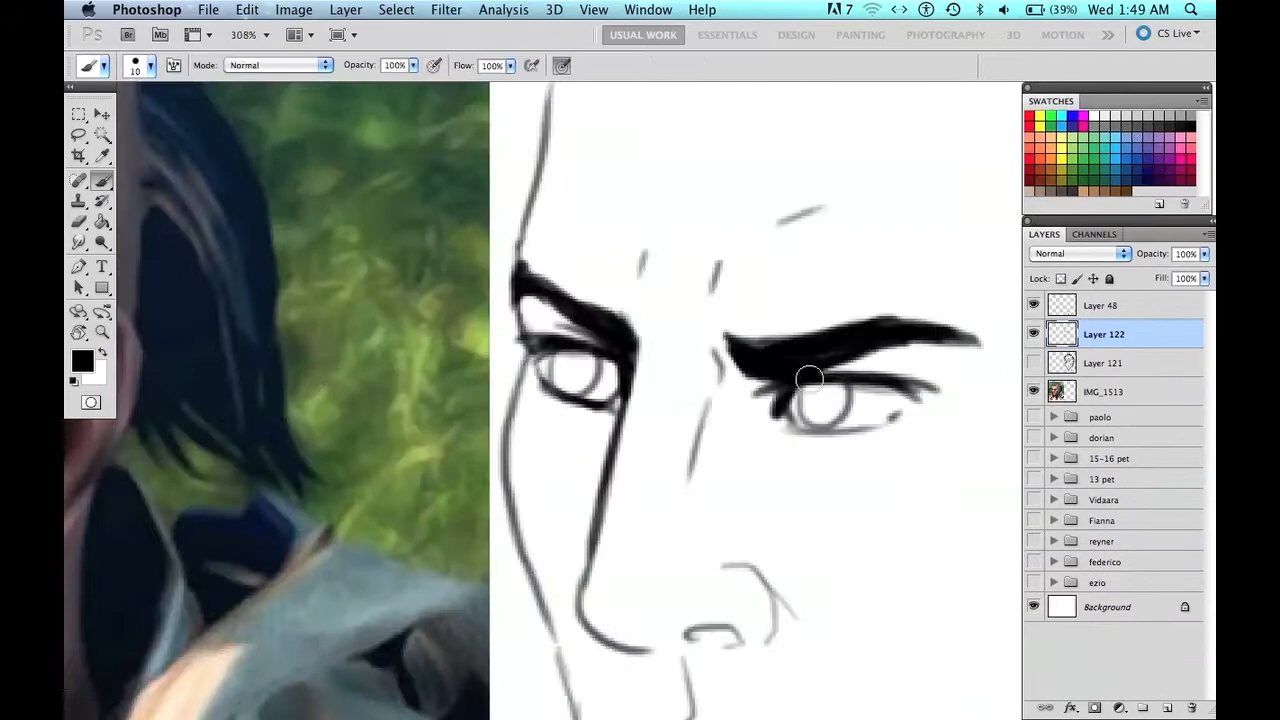 Photoshop File Edit Image Layer Select Filter Analysis 3D View Window Help 7 (39%) Wed 1:49 AM
Ps Br Mb 308% USUAL WORK ESSENTIALS DESIGN PAINTING PHOTOGRAPHY 3D MOTION CS Live
10 Mode: Normal Opacity: 100% Flow: 100%
SWATCHES
LAYERS CHANNELS
Normal Opacity: 100%
Lock: Fill: 100%
Layer 48
Layer 122
Layer 121
IMG_1513
paolo
dorian
15-16 pet
13 pet
Vidaara
Fianna
reyner
federico
ezio
Background